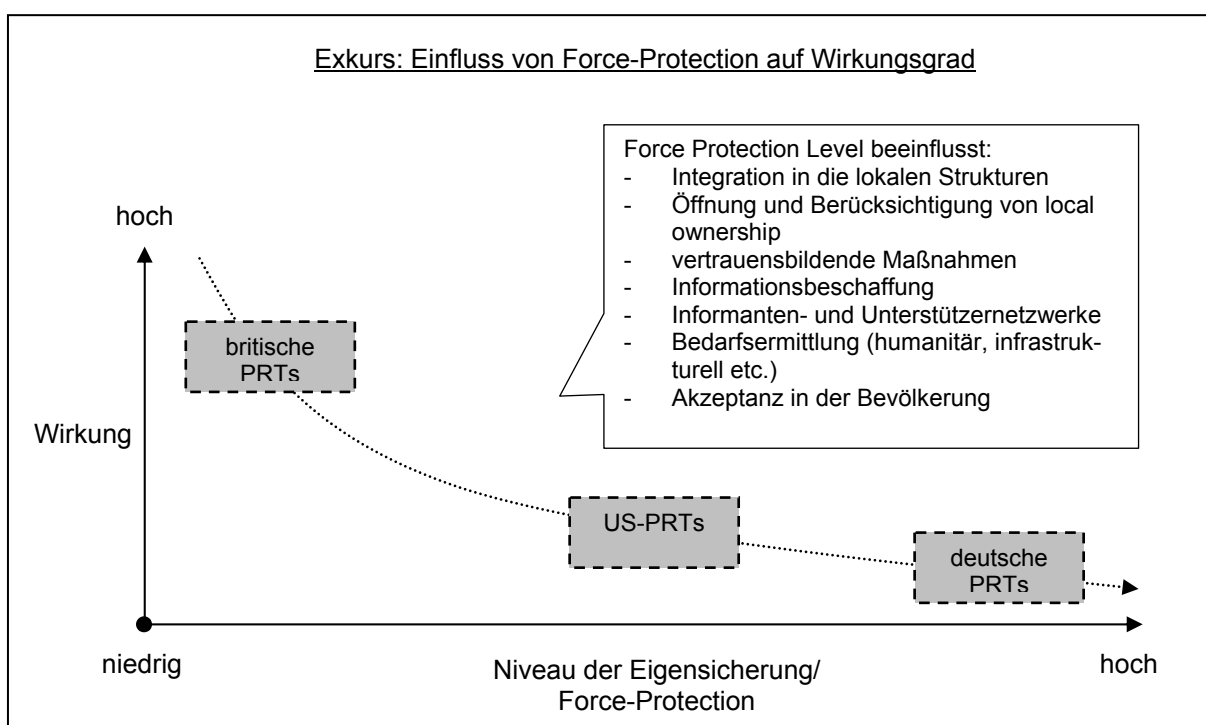 Exkurs: Einfluss von Force-Protection auf Wirkungsgrad
Force Protection Level beeinflusst:
- Integration in die lokalen Strukturen
- Öffnung und Berücksichtigung von local
ownership
- vertrauensbildende Maßnahmen
- Informationsbeschaffung
- Informanten- und Unterstützernetzwerke
- Bedarfsermittlung (humanitär, infrastruk-
turell etc.)
- Akzeptanz in der Bevölkerung
hoch
britische
PRTs
Wirkung
US-PRTs
deutsche
PRTs
niedrig
Niveau der Eigensicherung/
Force-Protection
hoch